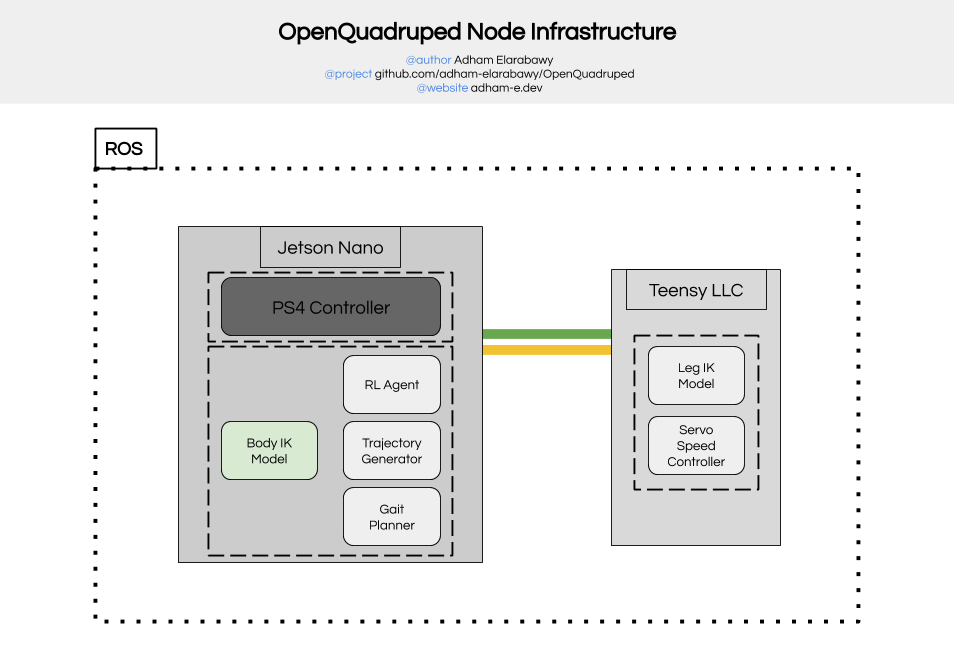 OpenQuadruped Node Infrastructure
@author Adham Elarabawy
@project github.com/adham-elarabawy/OpenQuadruped
@website adham-e.dev
ROS
Jetson Nano
PS4 Controller
RL Agent
Body IK
Model
Trajectory
Generator
Gait
Planner
Teensy LLC
Leg IK
Model
Servo
Speed
Controller